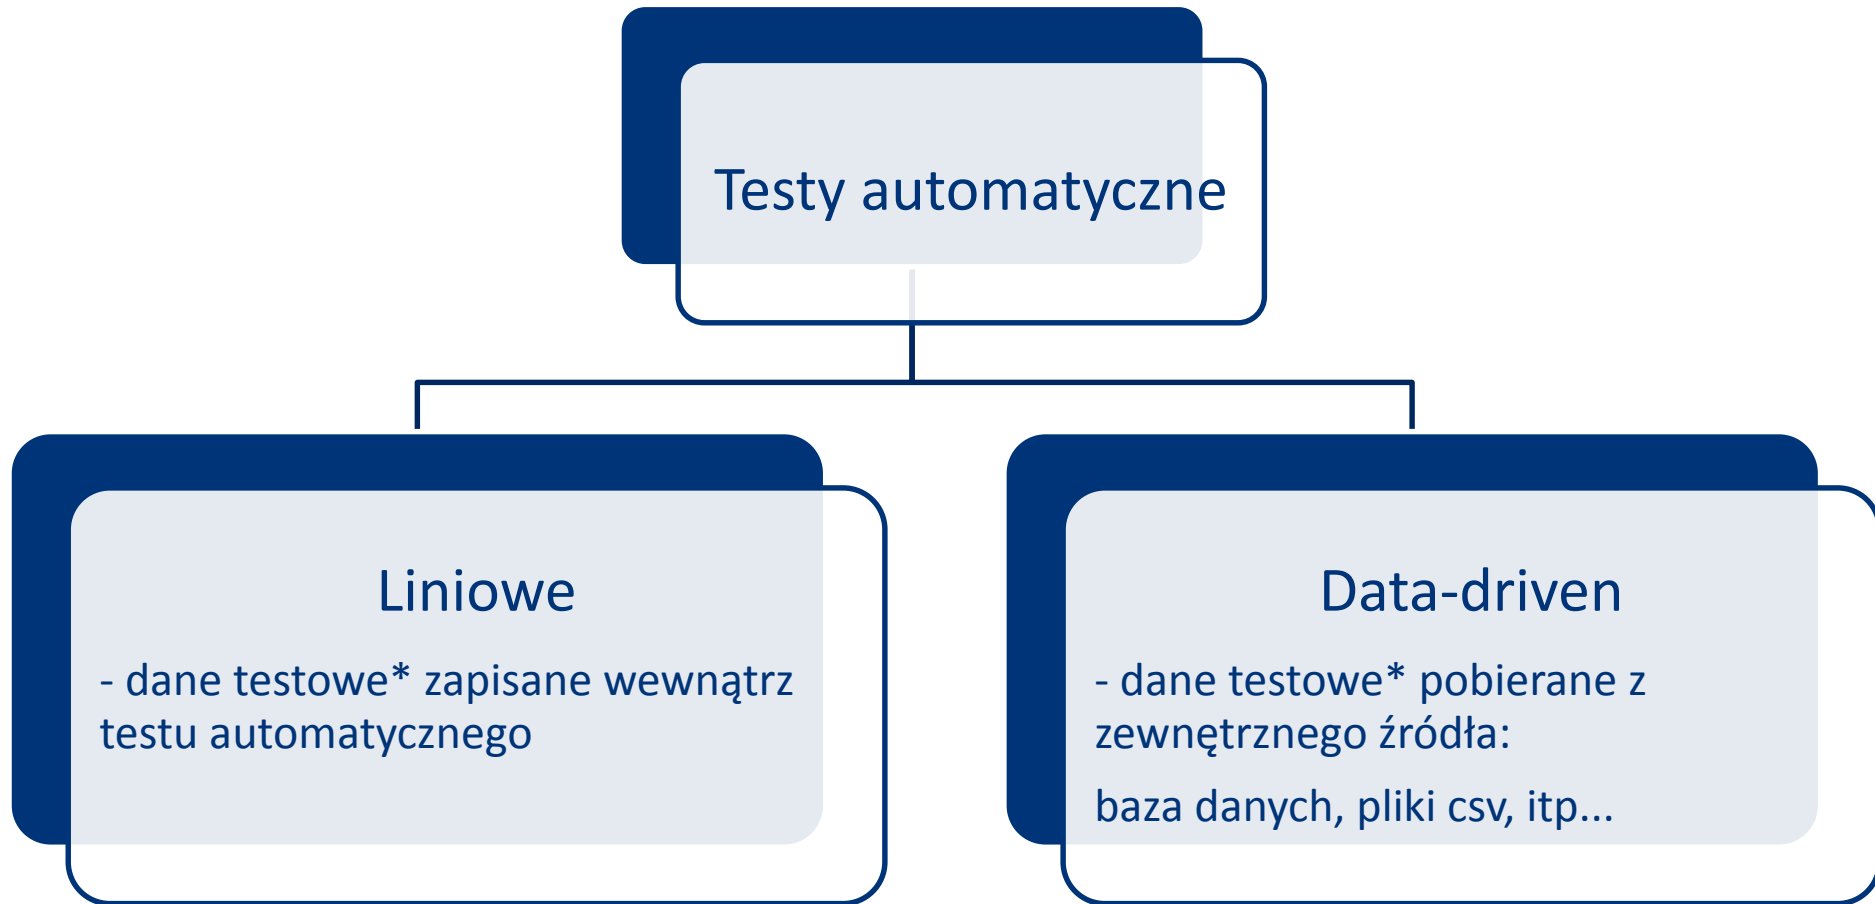 Testy automatyczne
Liniowe
- dane testowe* zapisane wewnątrz
testu automatycznego
Data-driven
- dane testowe* pobierane z
zewnętrznego źródła:
baza danych, pliki csv, itp...